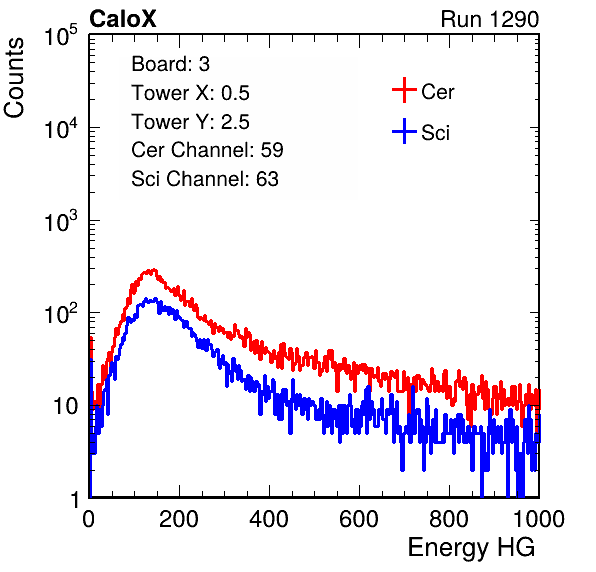 CaloX
Run 1290
Counts
Board: 3
Tower X: 0.5
Tower Y: 2.5
Cer Channel: 59
Sci Channel: 63
Cer
Sci
10^5
10^4
10^3
10^2
10
1
0 200 400 600 800 1000
Energy HG